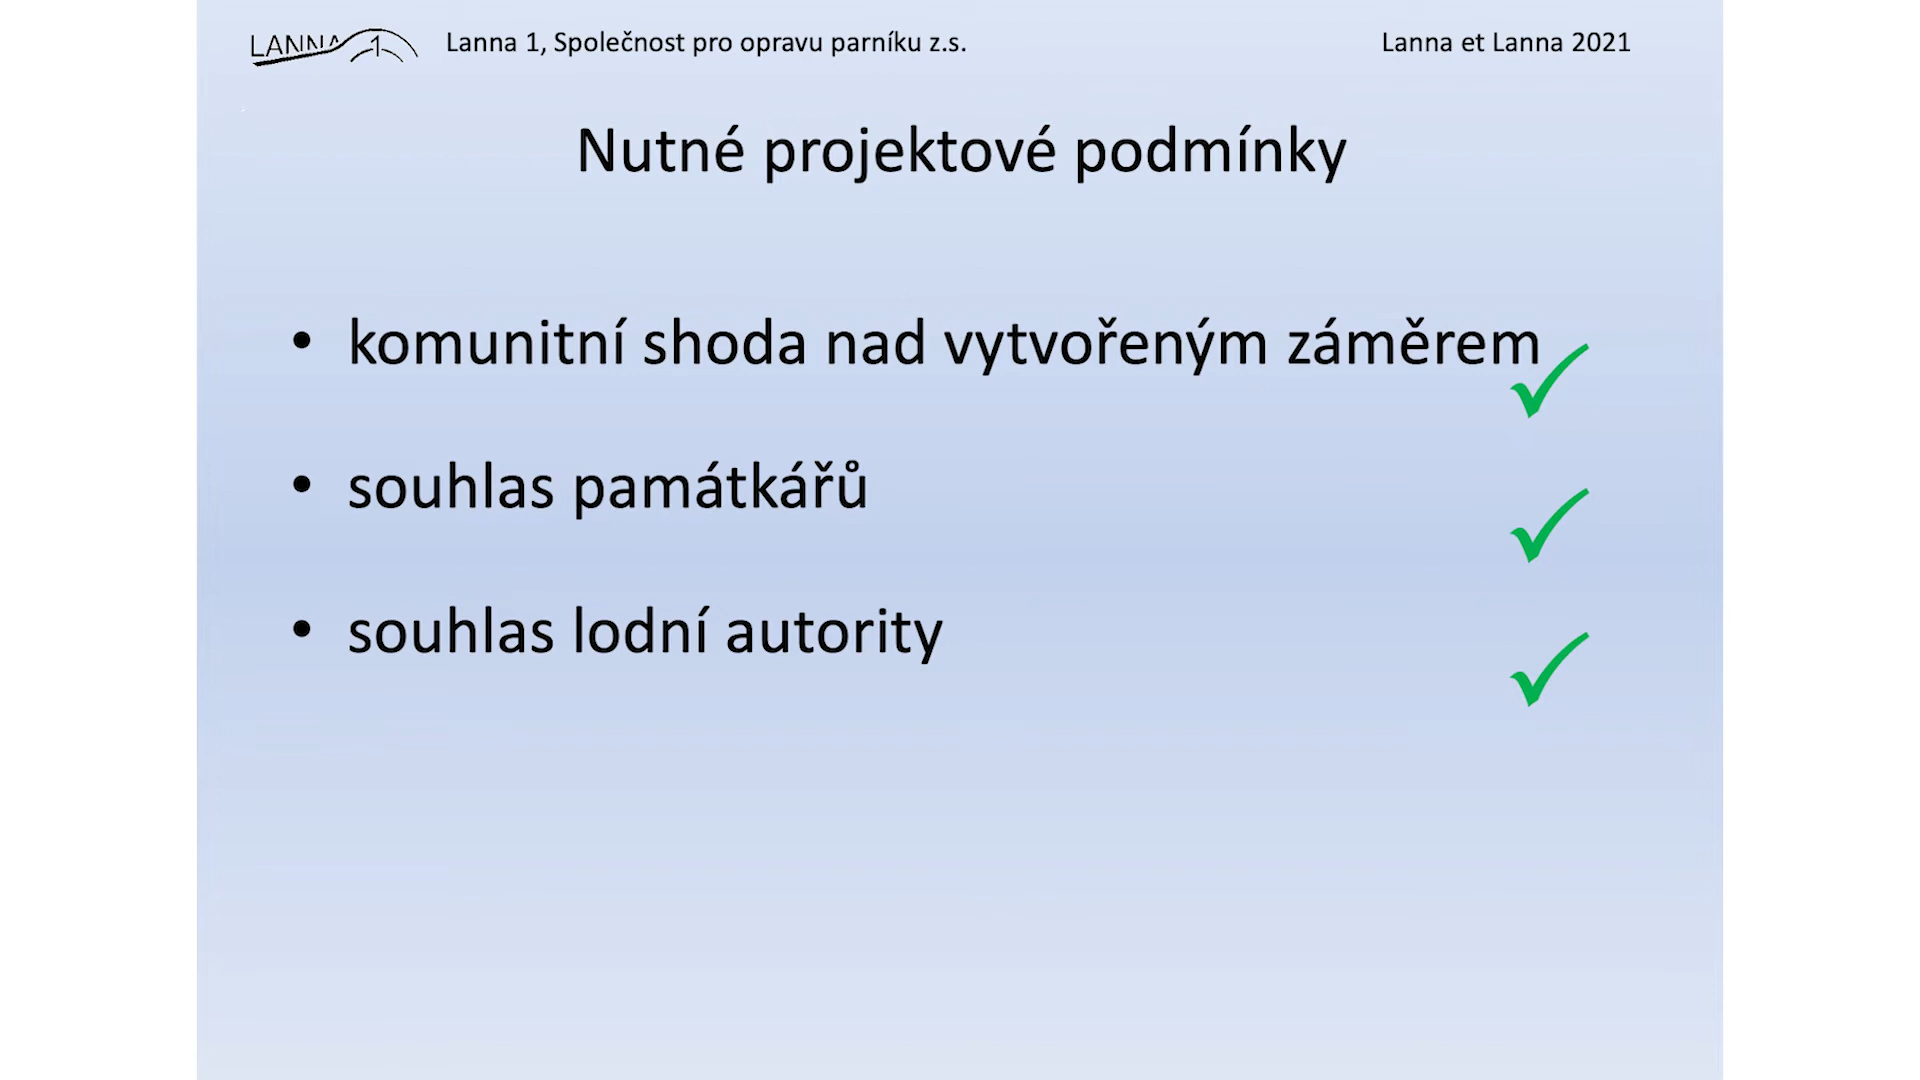 LANNA 1
Lanna 1, Společnost pro opravu parníku z.s.
Lanna et Lanna 2021
Nutné projektové podmínky
• komunitní shoda nad vytvořeným záměrem ✓
• souhlas památkářů ✓
• souhlas lodní autority ✓